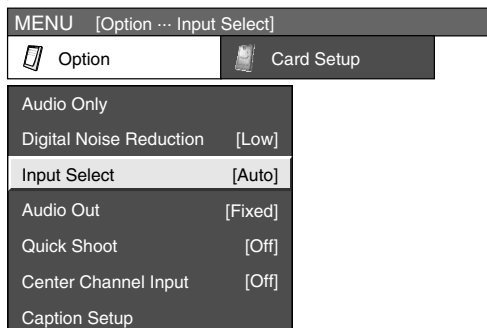 MENU [Option ··· Input Select]
Option Card Setup
Audio Only
Digital Noise Reduction [Low]
Input Select [Auto]
Audio Out [Fixed]
Quick Shoot [Off]
Center Channel Input [Off]
Caption Setup